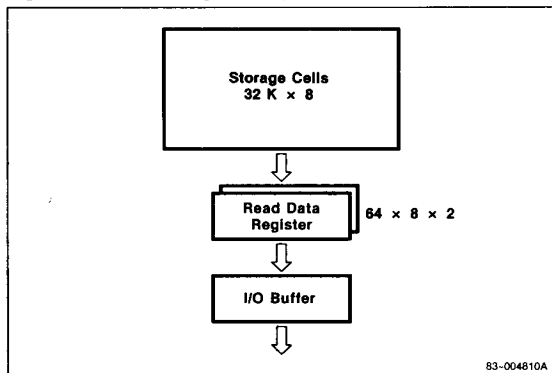 Storage Cells
32 K × 8
Read Data
Register
64 × 8 × 2
I/O Buffer
83-004810A